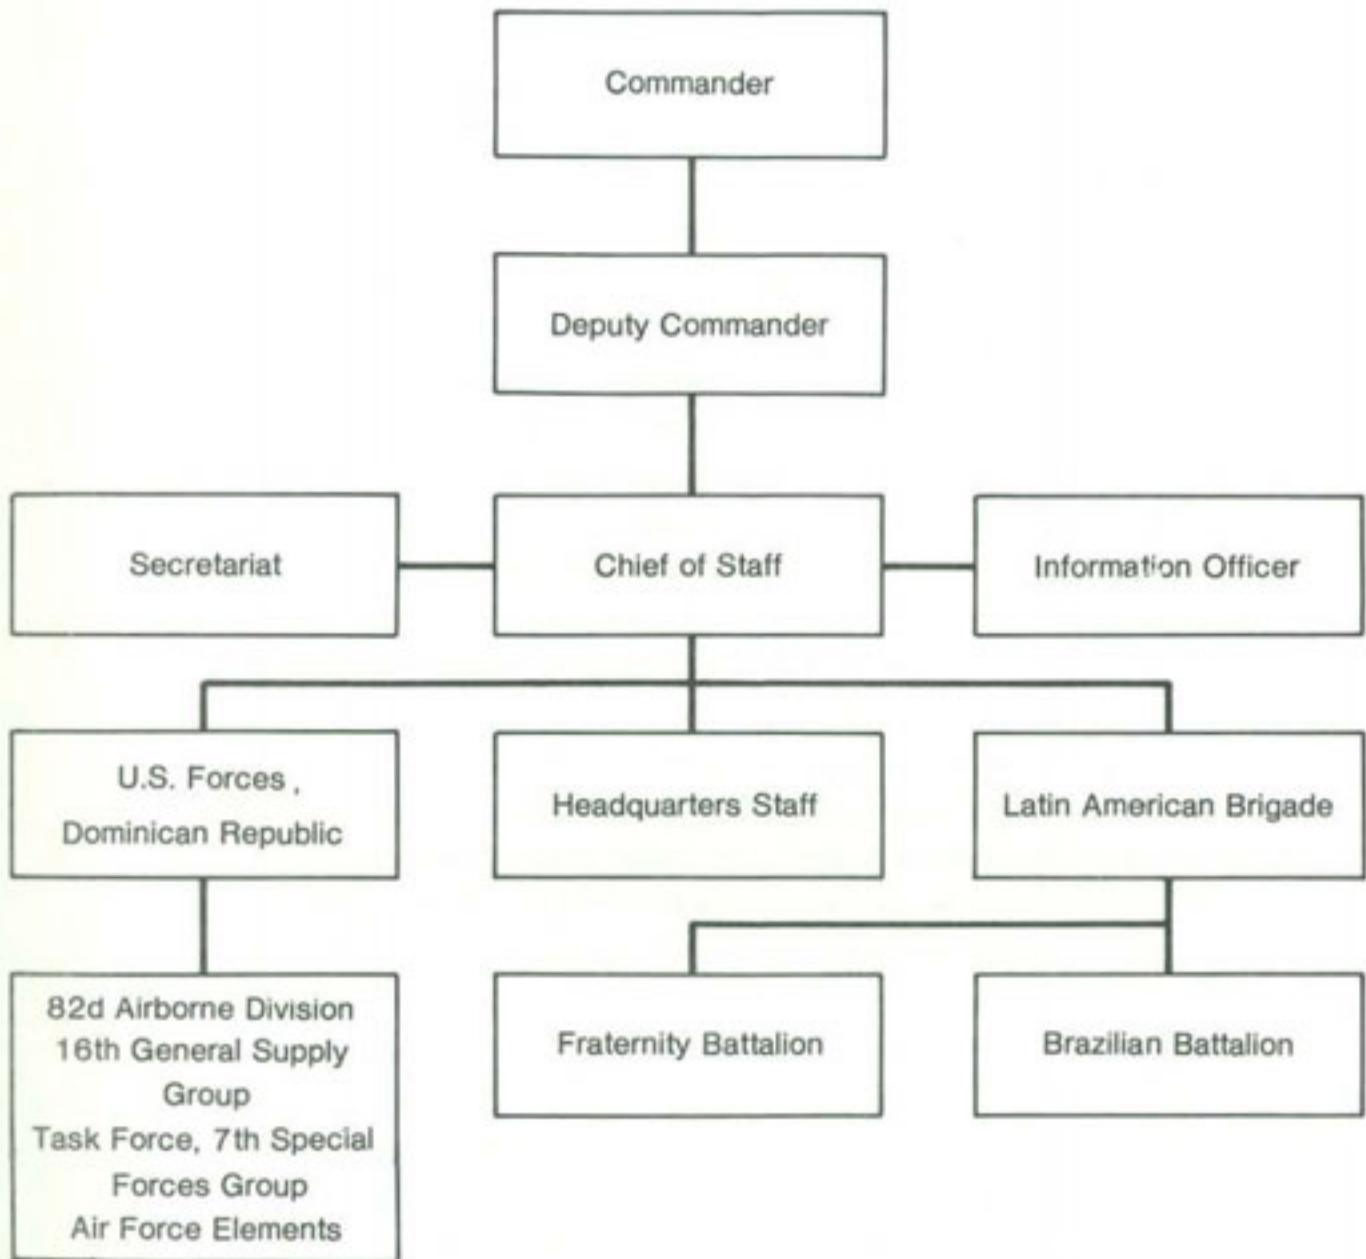 Commander
Deputy Commander
Secretariat
Chief of Staff
Information Officer
U.S. Forces,
Dominican Republic
Headquarters Staff
Latin American Brigade
82d Airborne Division
16th General Supply
Group
Task Force, 7th Special
Forces Group
Air Force Elements
Fraternity Battalion
Brazilian Battalion